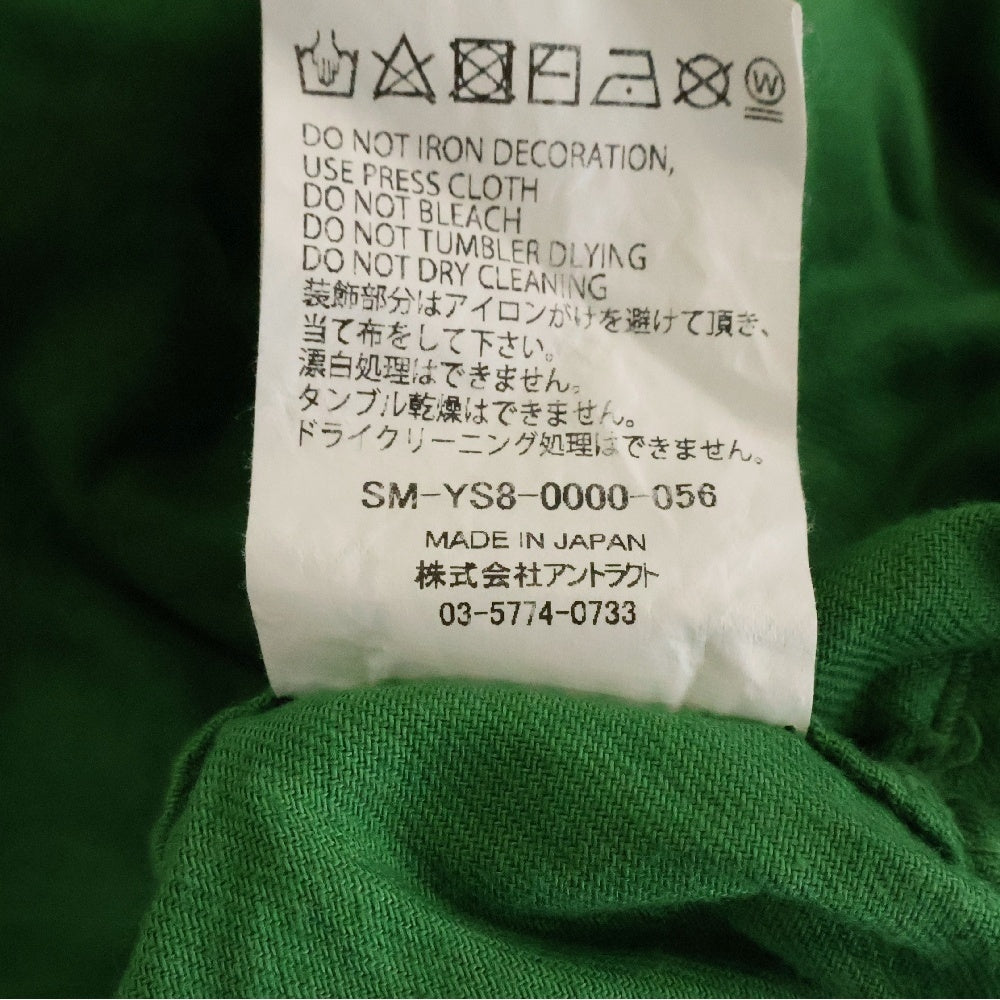 W
DO NOT IRON DECORATION,
USE PRESS CLOTH
DO NOT BLEACH
DO NOT TUMBLER DLYING
DO NOT DRY CLEANING
装飾部分はアイロンがけを避けて頂き、
当て布をして下さい。
漂白処理はできません。
タンブル乾燥はできません。
ドライクリーニング処理はできません。
SM-YS8-0000-056
MADE IN JAPAN
株式会社アントラクト
03-5774-0733